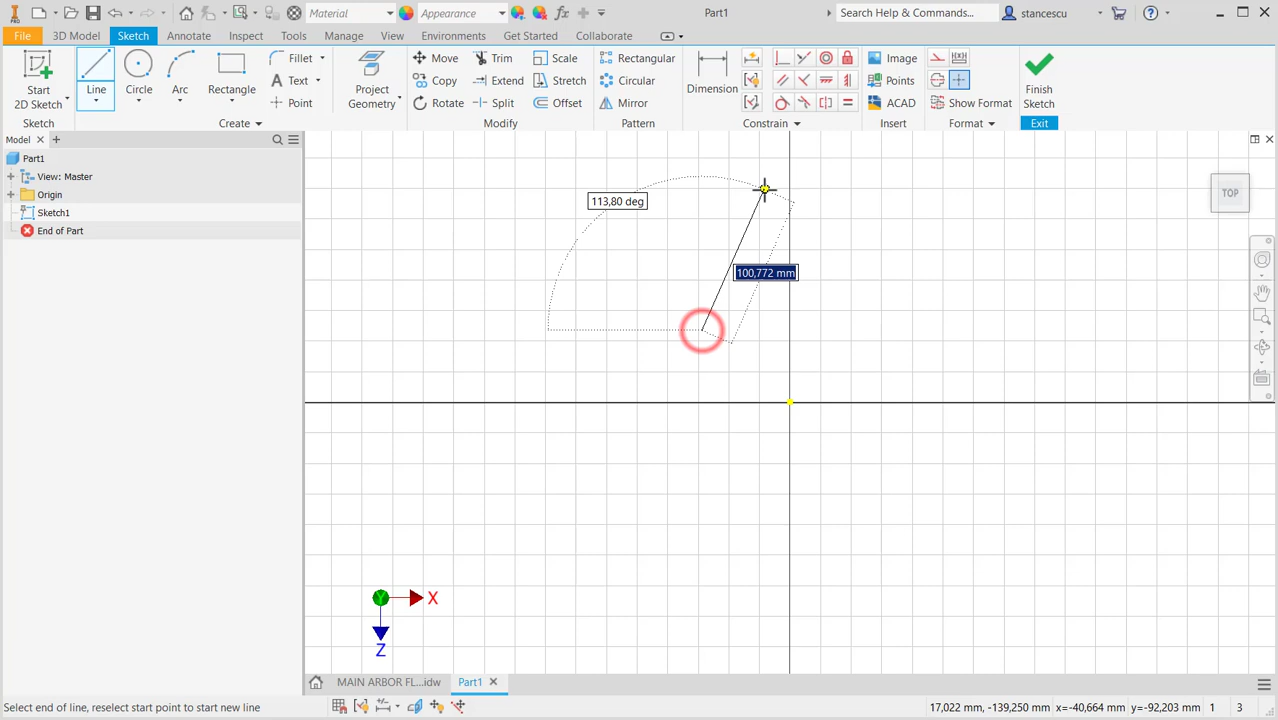 PRO
Material
Appearance
fx
Part1
Search Help & Commands...
stancescu
File
3D Model
Sketch
Annotate
Inspect
Tools
Manage
View
Environments
Get Started
Collaborate
Start
2D Sketch
Line
Circle
Arc
Rectangle
Fillet
Text
Point
Project
Geometry
Move
Copy
Rotate
Trim
Extend
Split
Scale
Stretch
Offset
Rectangular
Circular
Mirror
Dimension
Image
Points
ACAD
Show Format
Finish
Sketch
Sketch
Create
Modify
Pattern
Constrain
Insert
Format
Exit
Model
Part1
View: Master
Origin
Sketch1
End of Part
113,80 deg
100,772 mm
TOP
Y
X
Z
MAIN ARBOR FL...idw
Part1
Select end of line, reselect start point to start new line
17,022 mm, -139,250 mm
x=-40,664 mm
y=-92,203 mm
1
3